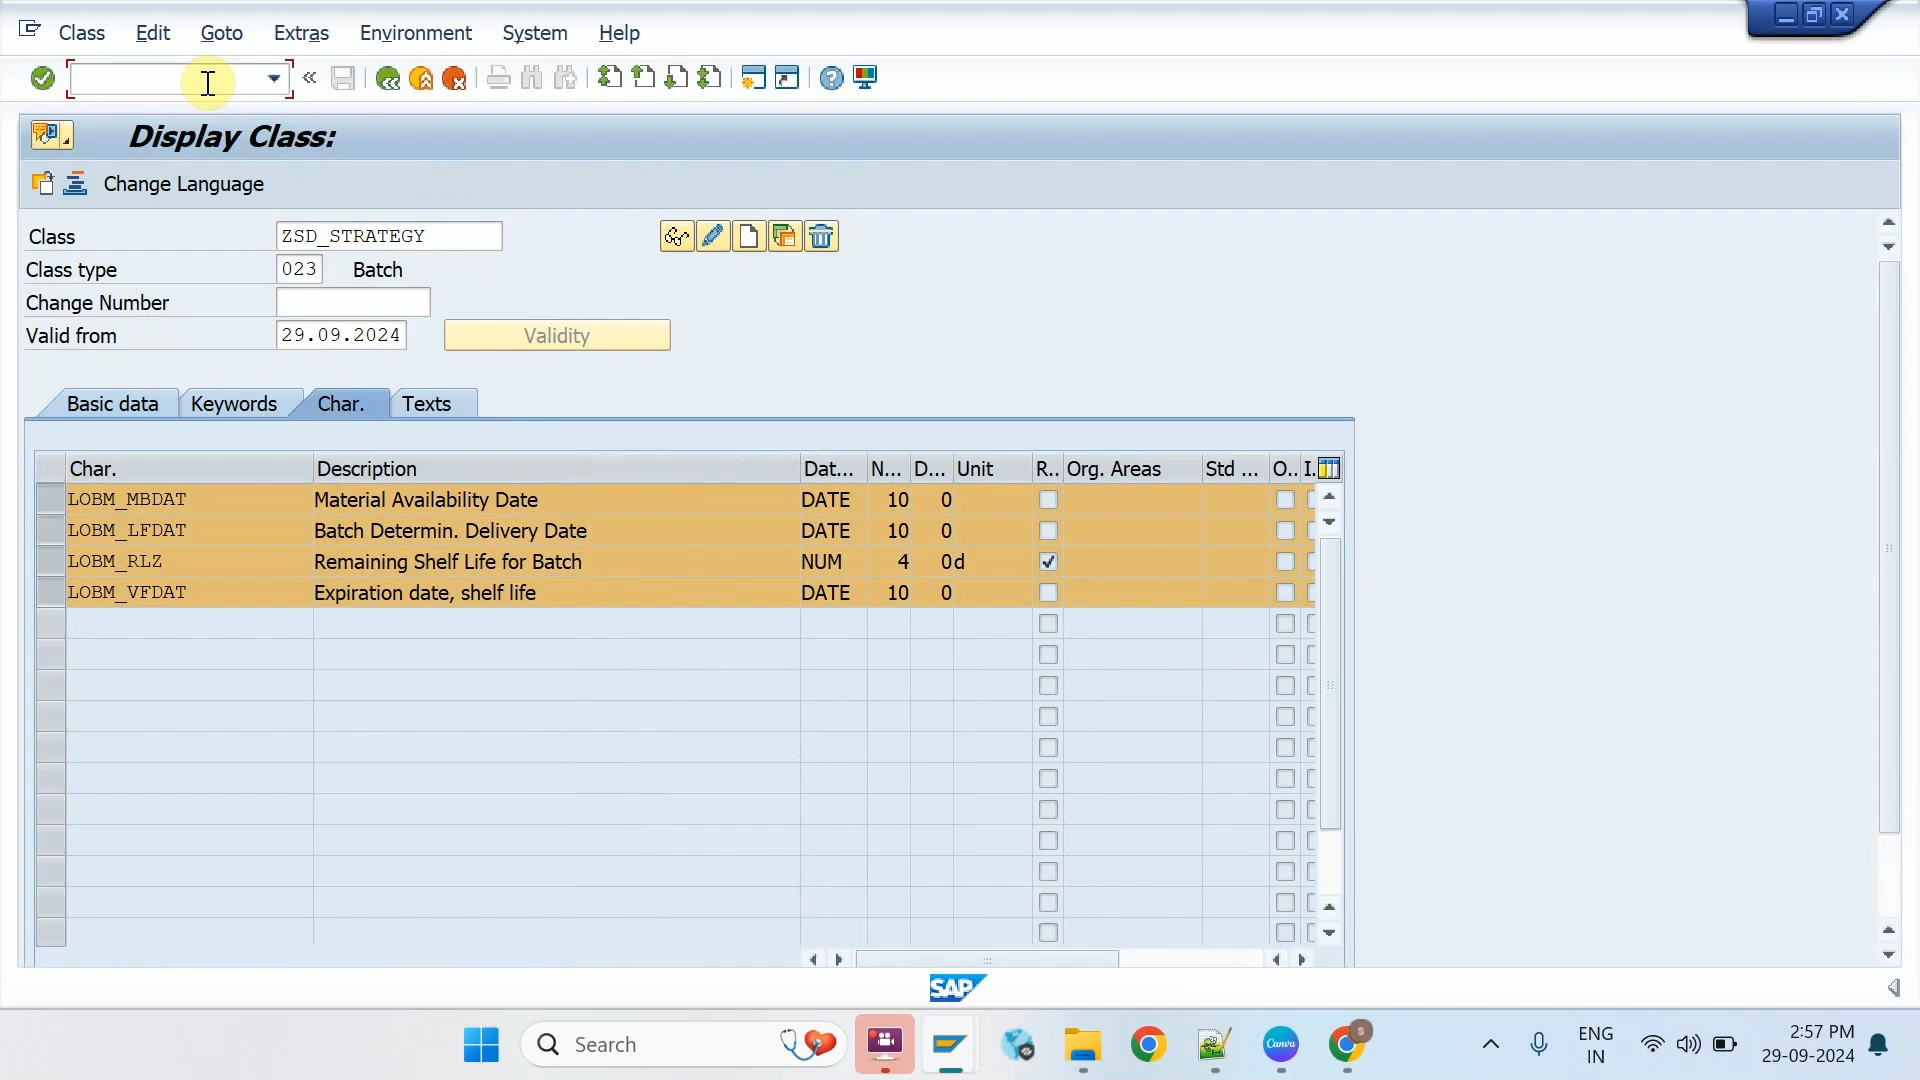 Class Edit Goto Extras Environment System Help
«
Display Class:
Change Language
Class ZSD_STRATEGY
Class type 023 Batch
Change Number
Valid from 29.09.2024 Validity
Basic data Keywords Char. Texts
Char. Description Dat... N... D... Unit R.. Org. Areas Std ... O.. I.
LOBM_MBDAT Material Availability Date DATE 10 0
LOBM_LFDAT Batch Determin. Delivery Date DATE 10 0
LOBM_RLZ Remaining Shelf Life for Batch NUM 4 0 d
LOBM_VFDAT Expiration date, shelf life DATE 10 0
SAP
Search Canva S ENG 2:57 PM
IN 29-09-2024